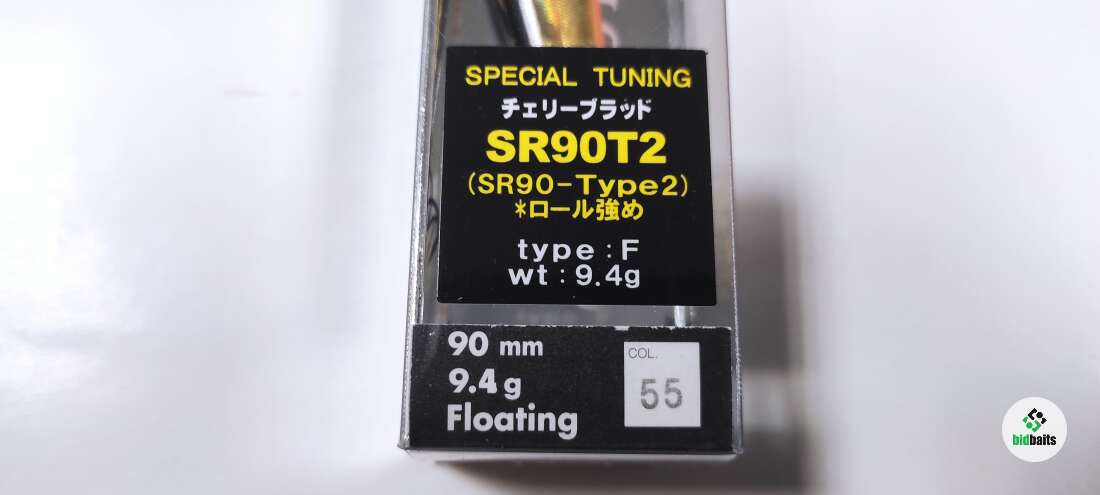 SPECIAL TUNING
チェリーブラッド
SR90T2
(SR90-Type2)
*ロール強め
type:F
wt:9.4g
90 mm
9.4 g
Floating
COL.
55
bidbaits